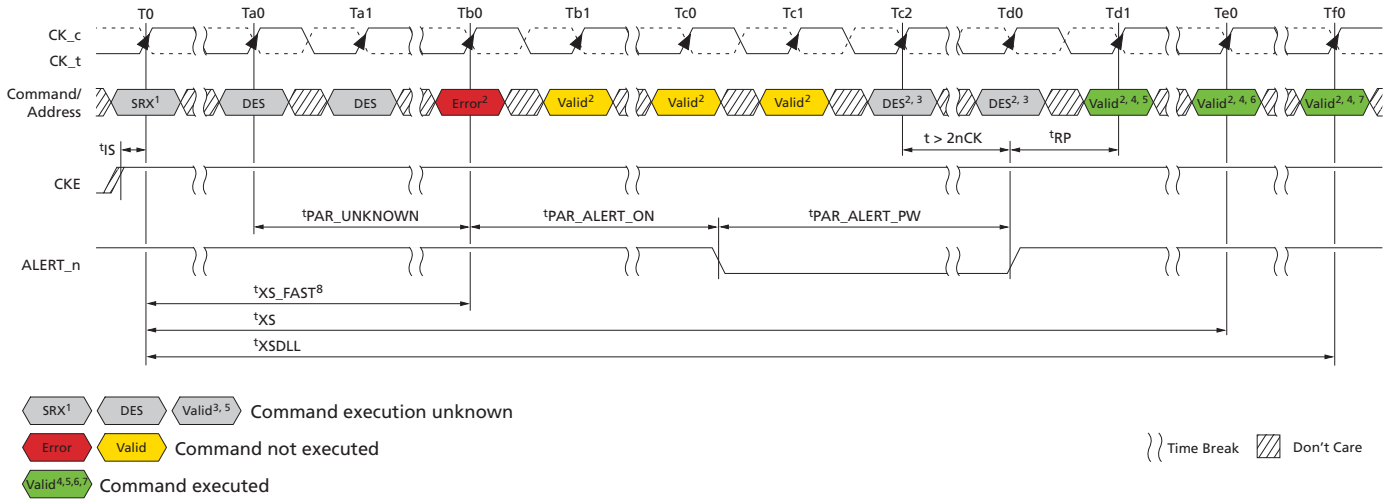 T0 Ta0 Ta1 Tb0 Tb1 Tc0 Tc1 Tc2 Td0 Td1 Te0 Tf0
CK_c
CK_t
Command/
Address
SRX1 DES DES Error2 Valid2 Valid2 Valid2 DES2, 3 DES2, 3 Valid2, 4, 5 Valid2, 4, 6 Valid2, 4, 7
t > 2nCK tRP
tIS
CKE
tPAR_UNKNOWN tPAR_ALERT_ON tPAR_ALERT_PW
ALERT_n
tXS_FAST8
tXS
tXSDLL
SRX1 DES Valid3, 5 Command execution unknown
Error Valid Command not executed
Time Break Don't Care
Valid4,5,6,7 Command executed